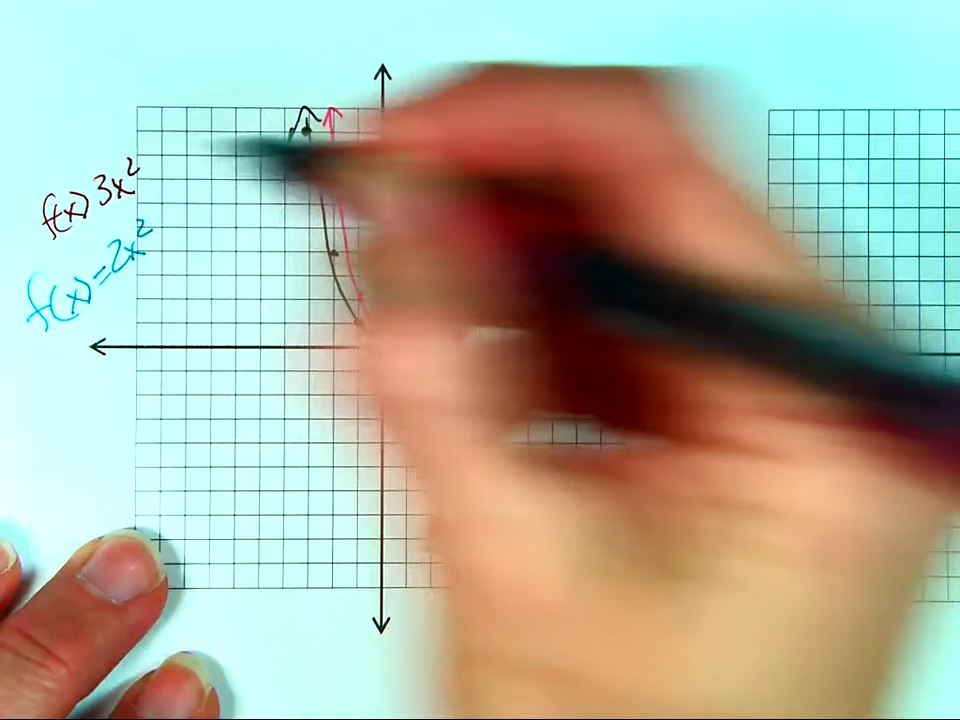 f(x) 3x²
f(x)=2x²